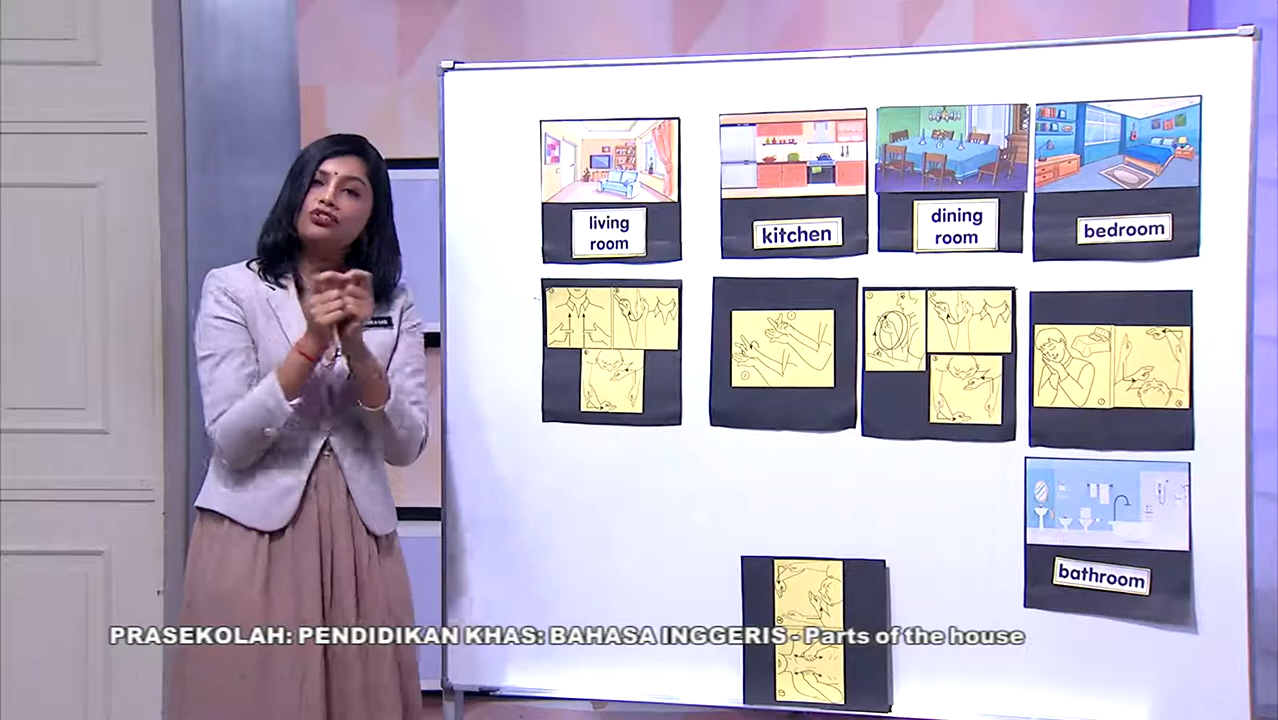 living
room
kitchen
dining
room
bedroom
bathroom
PRASEKOLAH: PENDIDIKAN KHAS: BAHASA INGGERIS - Parts of the house